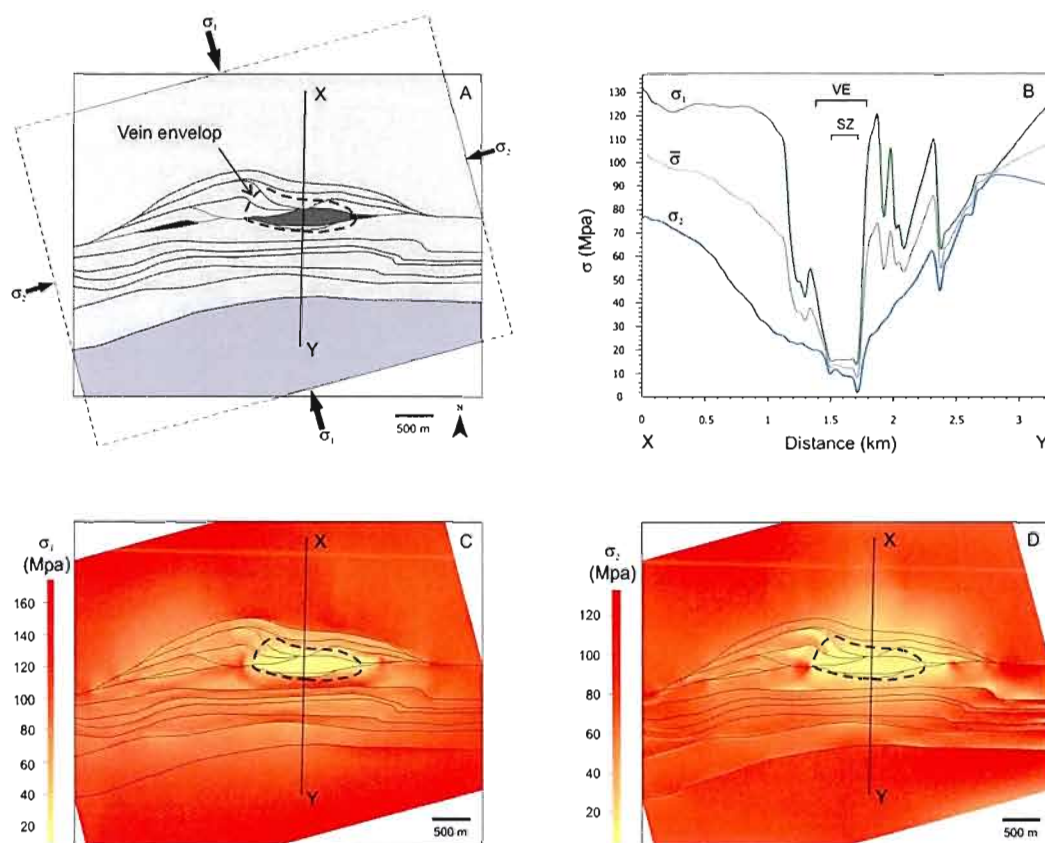 σ₁
A
X
Vein envelop
σ₂
σ₂
Y
σ₁
500 m
N
B
130
120
110
100
90
80
70
60
50
40
30
20
10
0
σ (Mpa)
σ₁
σ̅
σ₂
VE
SZ
0
0.5
1
1.5
2
2.5
3
X
Distance (km)
Y
C
σ₁
(Mpa)
160
140
120
100
80
60
40
20
X
Y
500 m
D
σ₂
(Mpa)
120
100
80
60
40
20
X
Y
500 m